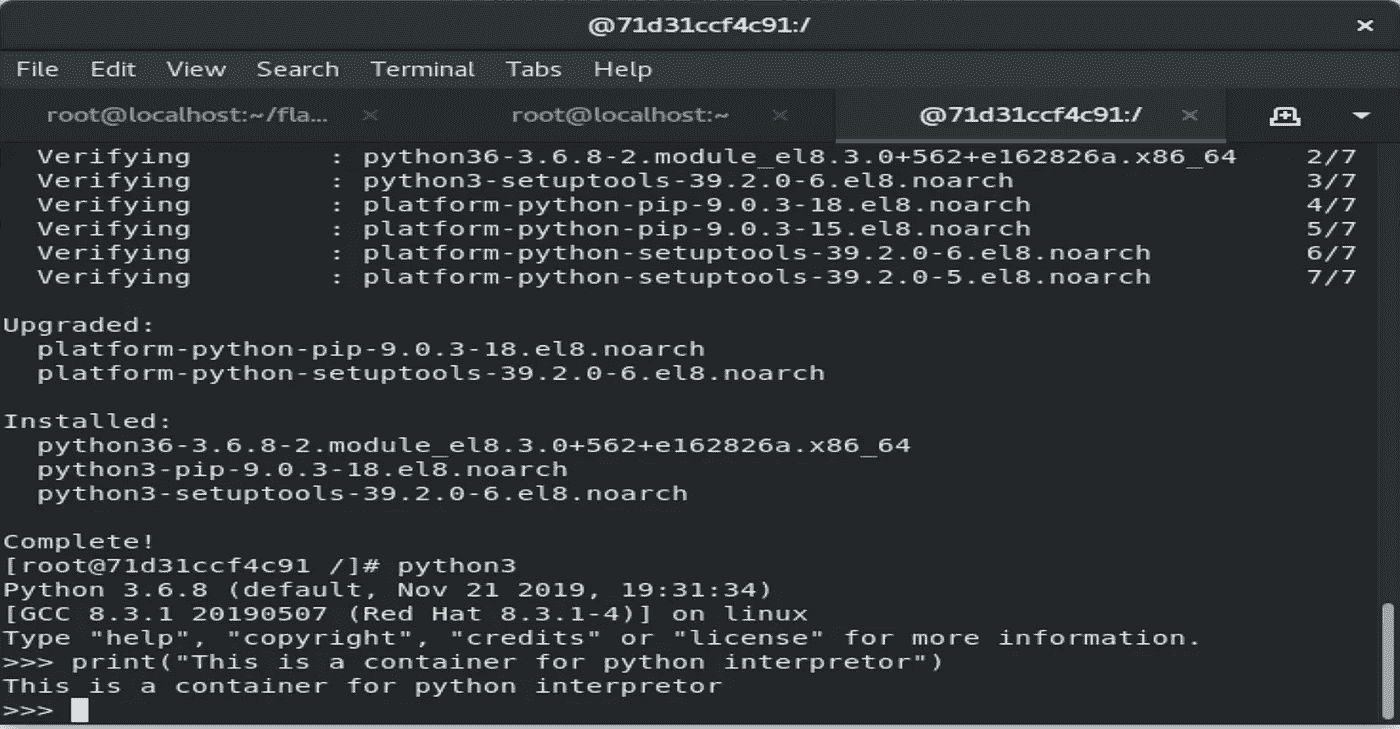 @71d31ccf4c91:/
File Edit View Search Terminal Tabs Help
root@localhost:~/fla... root@localhost:~ @71d31ccf4c91:/
Verifying : python36-3.6.8-2.module_el8.3.0+562+e162826a.x86_64 2/7
Verifying : python3-setuptools-39.2.0-6.el8.noarch 3/7
Verifying : platform-python-pip-9.0.3-18.el8.noarch 4/7
Verifying : platform-python-pip-9.0.3-15.el8.noarch 5/7
Verifying : platform-python-setuptools-39.2.0-6.el8.noarch 6/7
Verifying : platform-python-setuptools-39.2.0-5.el8.noarch 7/7
Upgraded:
platform-python-pip-9.0.3-18.el8.noarch
platform-python-setuptools-39.2.0-6.el8.noarch
Installed:
python36-3.6.8-2.module_el8.3.0+562+e162826a.x86_64
python3-pip-9.0.3-18.el8.noarch
python3-setuptools-39.2.0-6.el8.noarch
Complete!
[root@71d31ccf4c91 /]# python3
Python 3.6.8 (default, Nov 21 2019, 19:31:34)
[GCC 8.3.1 20190507 (Red Hat 8.3.1-4)] on linux
Type "help", "copyright", "credits" or "license" for more information.
>>> print("This is a container for python interpretor")
This is a container for python interpretor
>>>